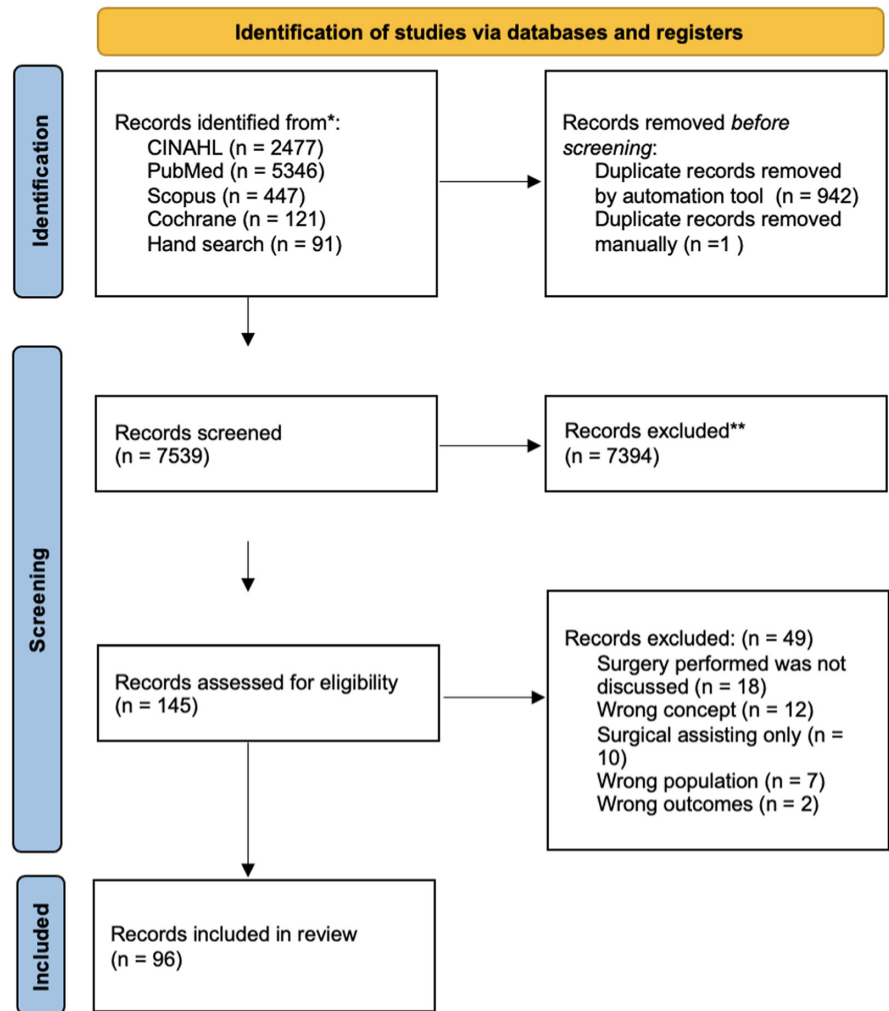 Identification of studies via databases and registers
Identification
Records identified from*:
CINAHL (n = 2477)
PubMed (n = 5346)
Scopus (n = 447)
Cochrane (n = 121)
Hand search (n = 91)
Records removed before
screening:
Duplicate records removed
by automation tool (n = 942)
Duplicate records removed
manually (n =1 )
Screening
Records screened
(n = 7539)
Records excluded**
(n = 7394)
Records assessed for eligibility
(n = 145)
Records excluded: (n = 49)
Surgery performed was not
discussed (n = 18)
Wrong concept (n = 12)
Surgical assisting only (n =
10)
Wrong population (n = 7)
Wrong outcomes (n = 2)
Included
Records included in review
(n = 96)